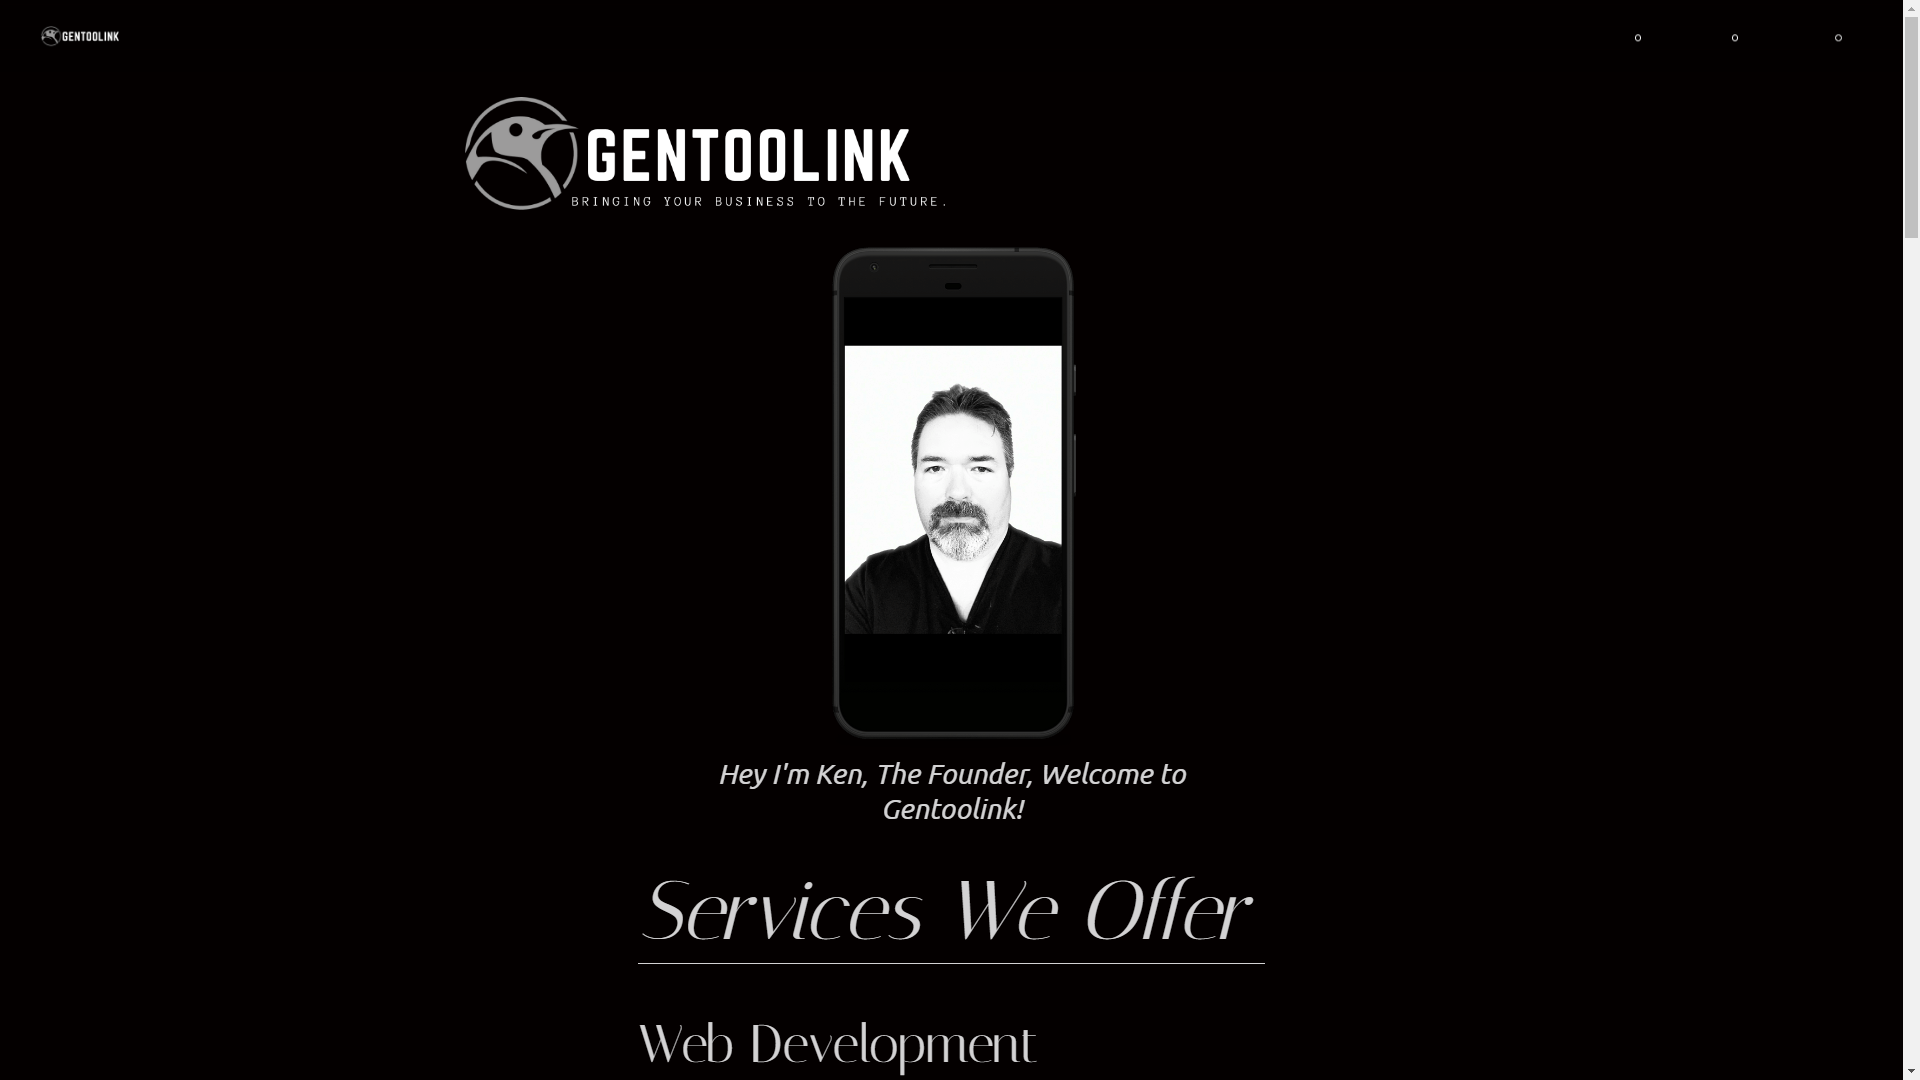 GENTOOLINK
o o o
GENTOOLINK
BRINGING YOUR BUSINESS TO THE FUTURE.
Hey I'm Ken, The Founder, Welcome to
Gentoolink!
Services We Offer
Web Development